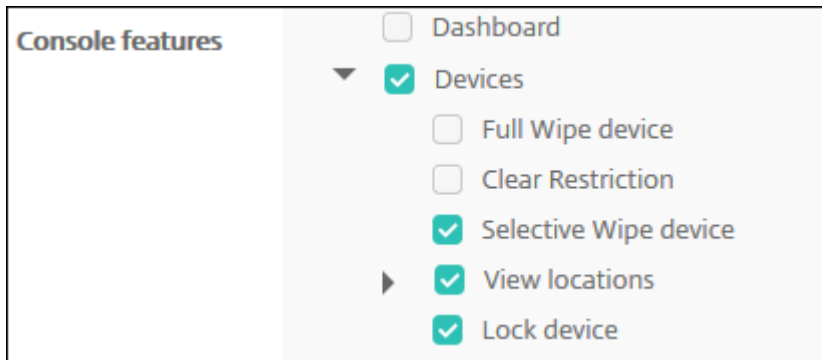 Dashboard
Console features
Devices
Full Wipe device
Clear Restriction
Selective Wipe device
View locations
Lock device